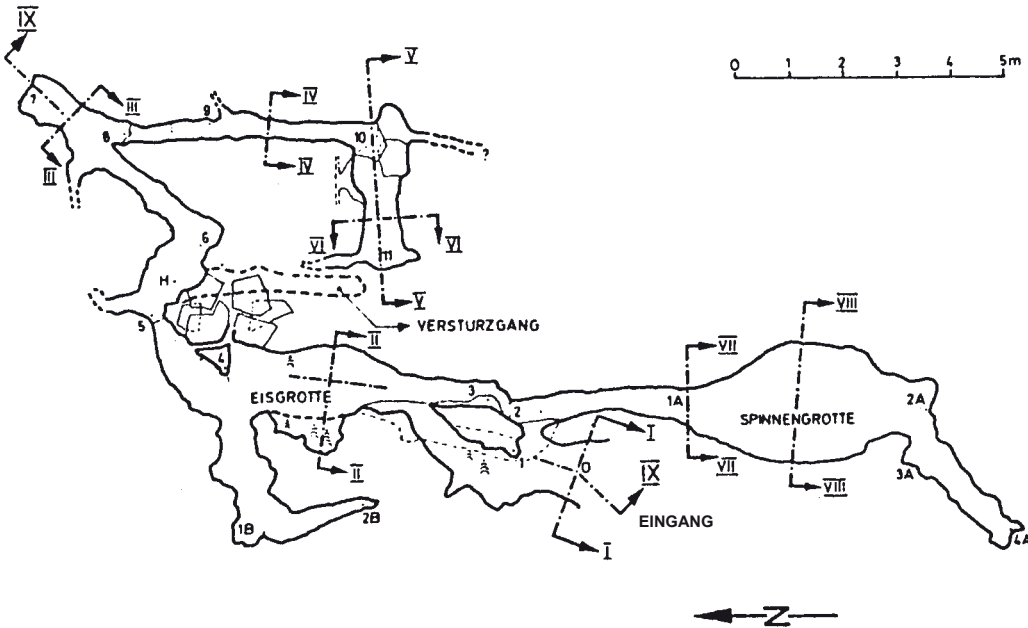 IX
V
0 1 2 3 4 5m
7
III
9
IV
8
10
IV
III
?
6
VI
11
VI
H
V
VERSTURZGANG
5
II
VIII
4
VII
3
EISGROTTE
1A
2A
2
SPINNENGROTTE
I
1
0
3A
II
IX
VII
VIII
2B
EINGANG
1B
I
4A
N